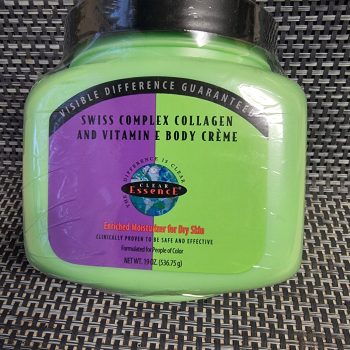 VISIBLE DIFFERENCE GUARANTEED
SWISS COMPLEX COLLAGEN
AND VITAMIN E BODY CRÈME
THE DIFFERENCE IS CLEAR
CLEAR
EssencE
Enriched Moisturizer for Dry Skin
CLINICALLY PROVEN TO BE SAFE AND EFFECTIVE
Formulated for People of Color
NET WT. 19 OZ. (536.75 g)